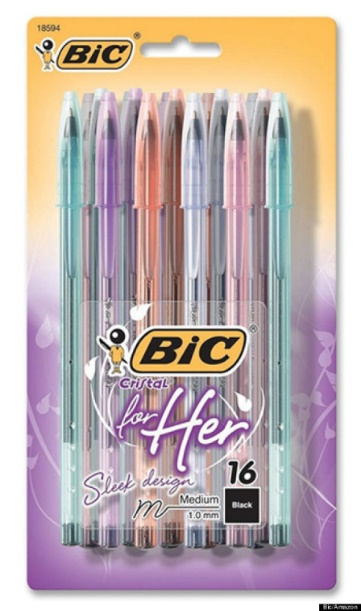 18594
BiC®
BiC®
Cristal
for Her
Sleek design
16
m Medium
1.0 mm
Black
Bic/Amazon